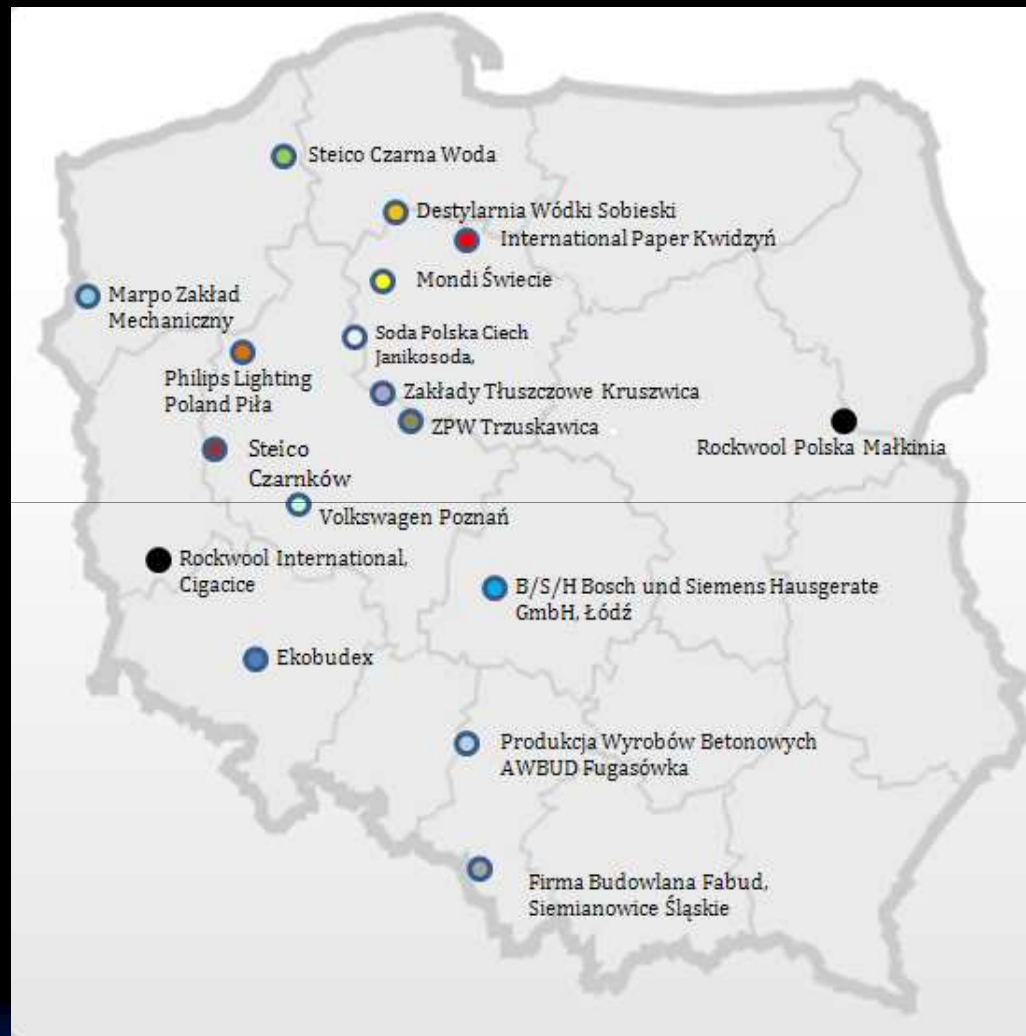 Steico Czarna Woda
Destylarnia Wódki Sobieski
International Paper Kwidzyń
Mondi Świecie
Marpo Zakład
Mechaniczny
Soda Polska Ciech
Janikosoda,
Philips Lighting
Poland Piła
Zakłady Tłuszczowe Kruszwica
ZPW Trzuskawica
Rockwool Polska Małkinia
Steico
Czarnków
Volkswagen Poznań
Rockwool International,
Cigacice
B/S/H Bosch und Siemens Hausgerate
GmbH, Łódź
Ekobudex
Produkcja Wyrobów Betonowych
AWBUD Fugasówka
Firma Budowlana Fabud,
Siemianowice Śląskie